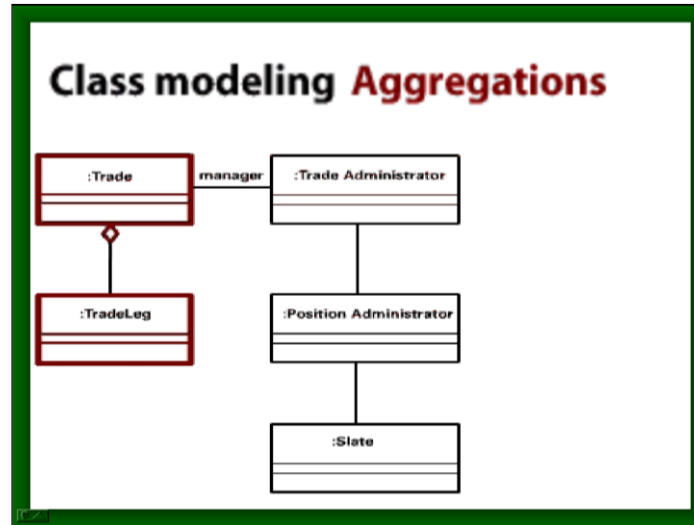 Class modeling Aggregations
:Trade manager :Trade Administrator
:TradeLeg :Position Administrator
:Slate